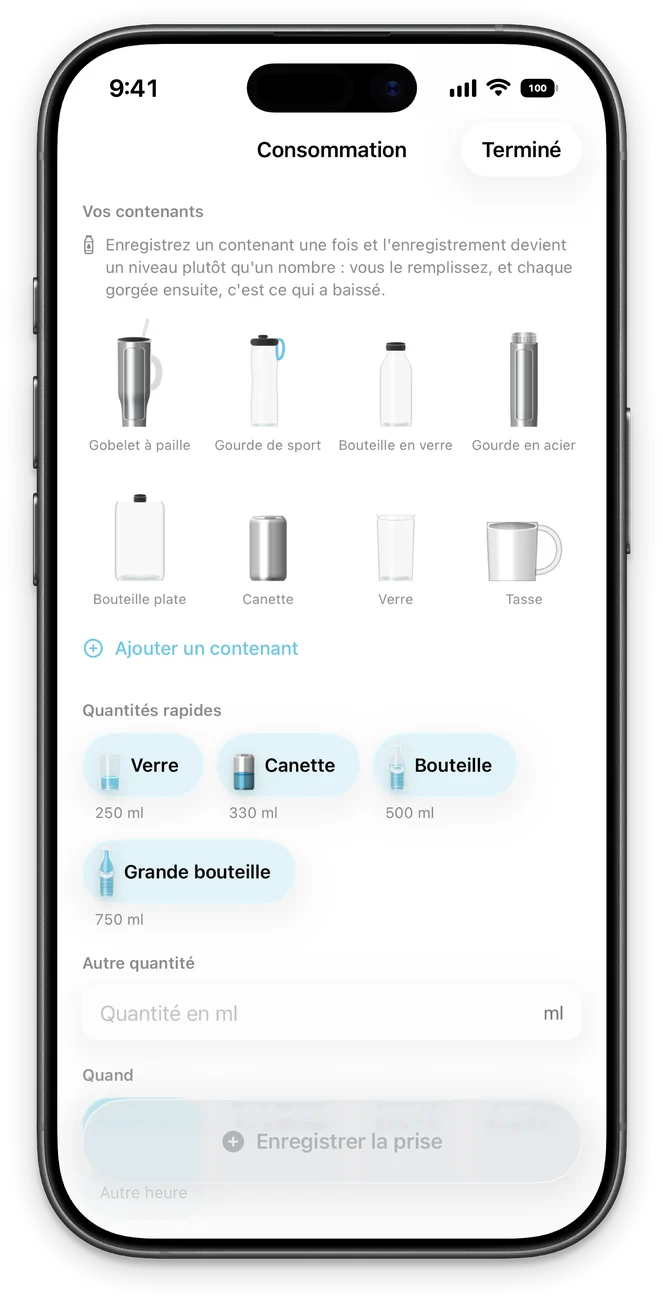 9:41
100
Consommation
Terminé
Vos contenants
Enregistrez un contenant une fois et l'enregistrement devient
un niveau plutôt qu'un nombre : vous le remplissez, et chaque
gorgée ensuite, c'est ce qui a baissé.
Gobelet à paille
Gourde de sport
Bouteille en verre
Gourde en acier
Bouteille plate
Canette
Verre
Tasse
Ajouter un contenant
Quantités rapides
Verre
Canette
Bouteille
250 ml
330 ml
500 ml
Grande bouteille
750 ml
Autre quantité
Quantité en ml
ml
Quand
Enregistrer la prise
Autre heure